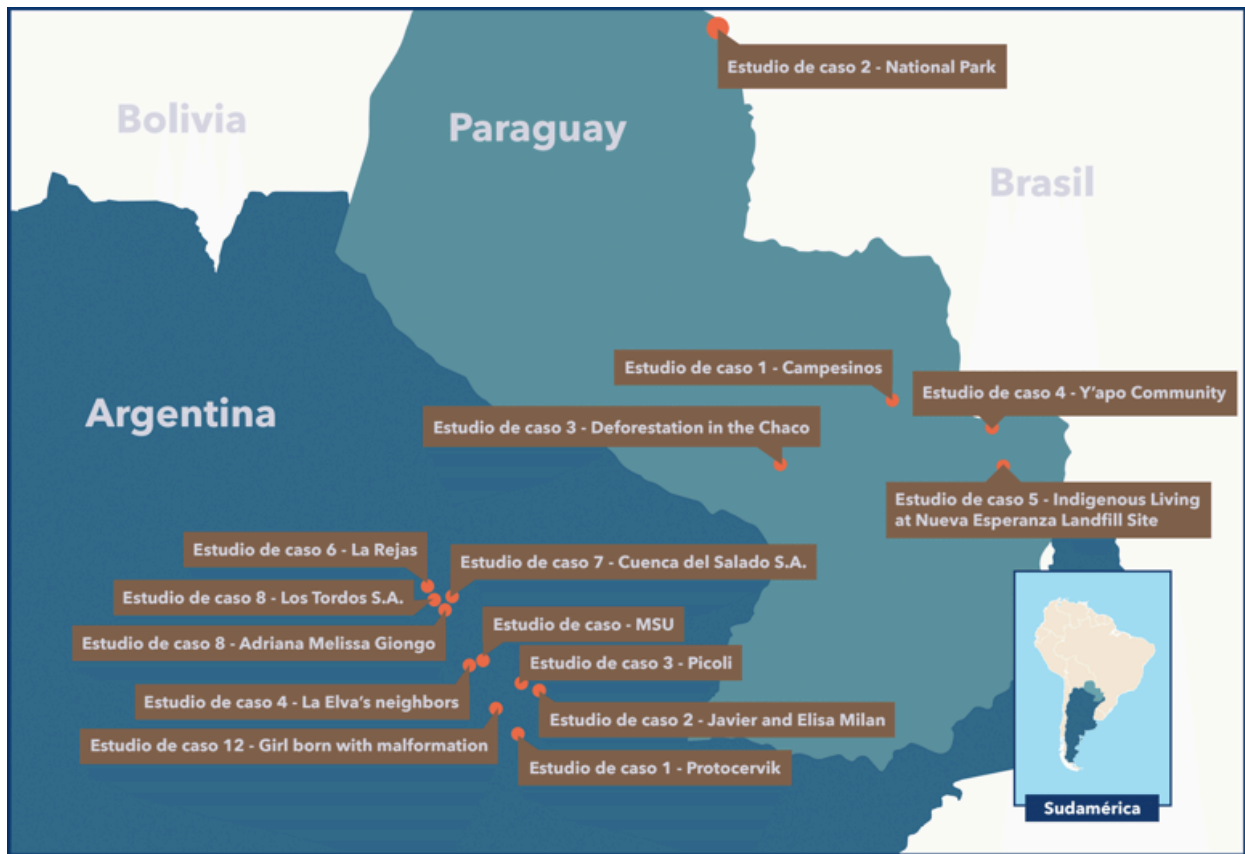 Estudio de caso 2 - National Park
Bolivia
Paraguay
Brasil
Estudio de caso 1 - Campesinos
Estudio de caso 4 - Y'apo Community
Argentina
Estudio de caso 3 - Deforestation in the Chaco
Estudio de caso 5 - Indigenous Living
at Nueva Esperanza Landfill Site
Estudio de caso 6 - La Rejas
Estudio de caso 7 - Cuenca del Salado S.A.
Estudio de caso 8 - Los Tordos S.A.
Estudio de caso 8 - Adriana Melissa Giongo
Estudio de caso - MSU
Estudio de caso 3 - Picoli
Estudio de caso 4 - La Elva's neighbors
Estudio de caso 2 - Javier and Elisa Milan
Estudio de caso 12 - Girl born with malformation
Estudio de caso 1 - Protocervik
Sudamérica